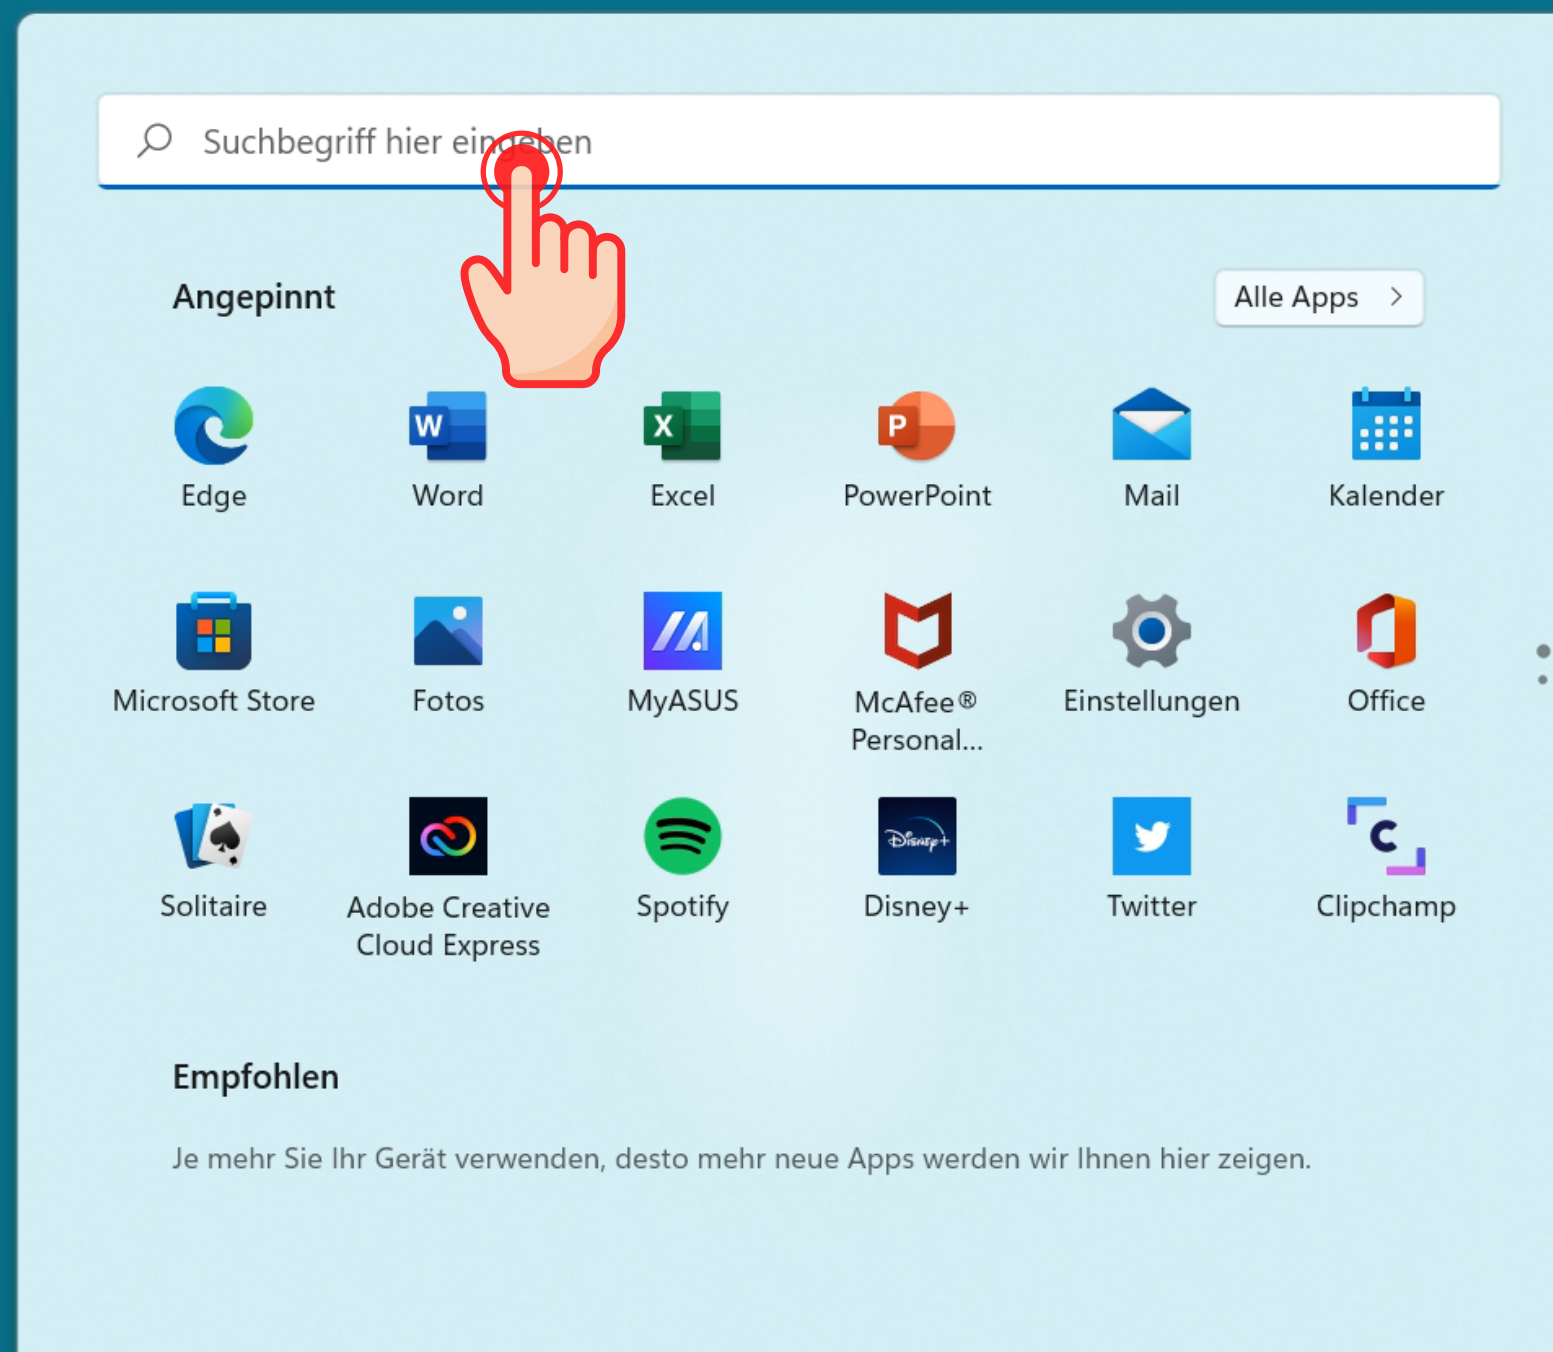 Suchbegriff hier eingeben
Angepinnt
Alle Apps
Edge
Word
Excel
PowerPoint
Mail
Kalender
Microsoft Store
Fotos
MyASUS
McAfee®
Personal...
Einstellungen
Office
Solitaire
Adobe Creative
Cloud Express
Spotify
Disney+
Disney+
Twitter
Clipchamp
Empfohlen
Je mehr Sie Ihr Gerät verwenden, desto mehr neue Apps werden wir Ihnen hier zeigen.